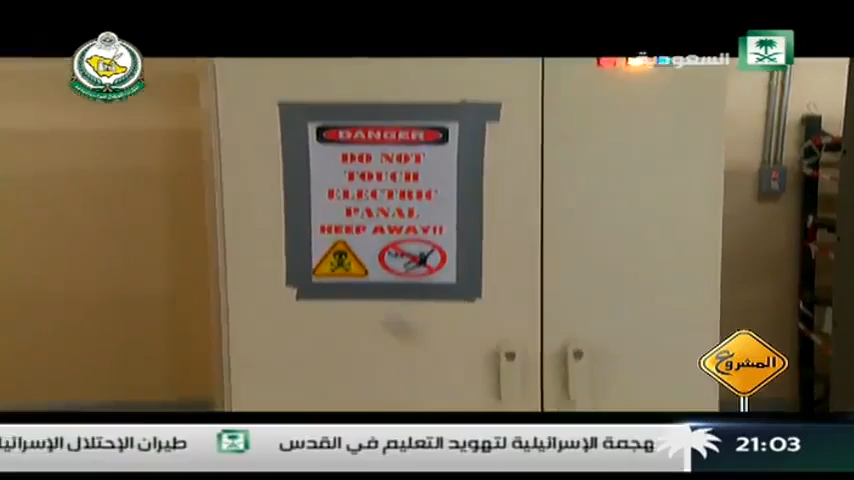 السعودية
DANGER
DO NOT
TOUCH
ELECTRIC
PANAL
KEEP AWAY!!
المشروع
هجمة الإسرائيلية لتهويد التعليم في القدس
طيران الإحتلال الإسرائيل
21:03